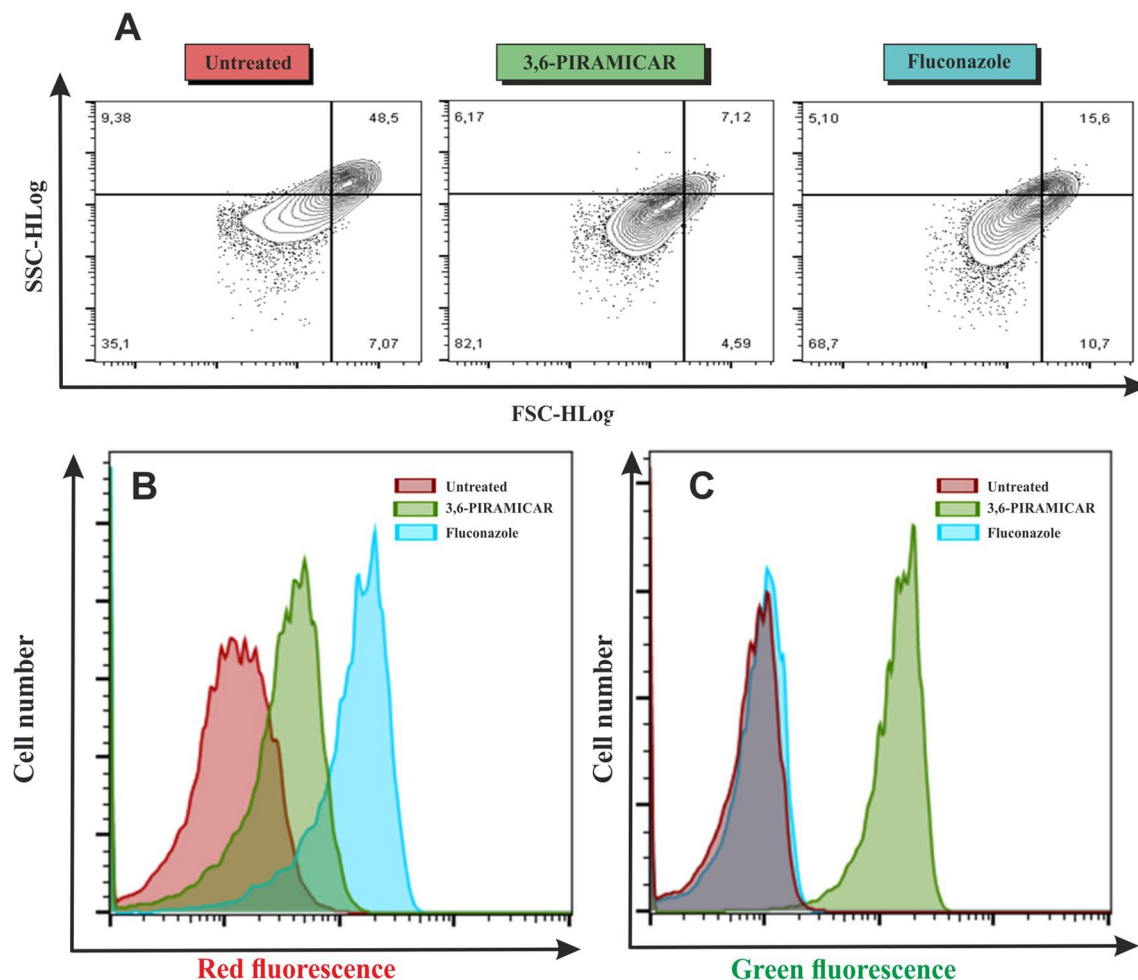 A
Untreated
3,6-PIRAMICAR
Fluconazole
SSC-HLog
9,38
48,5
35,1
7,07
6,17
7,12
82,1
4,59
5,10
15,6
68,7
10,7
FSC-HLog
B
Untreated
3,6-PIRAMICAR
Fluconazole
Cell number
Red fluorescence
C
Untreated
3,6-PIRAMICAR
Fluconazole
Cell number
Green fluorescence